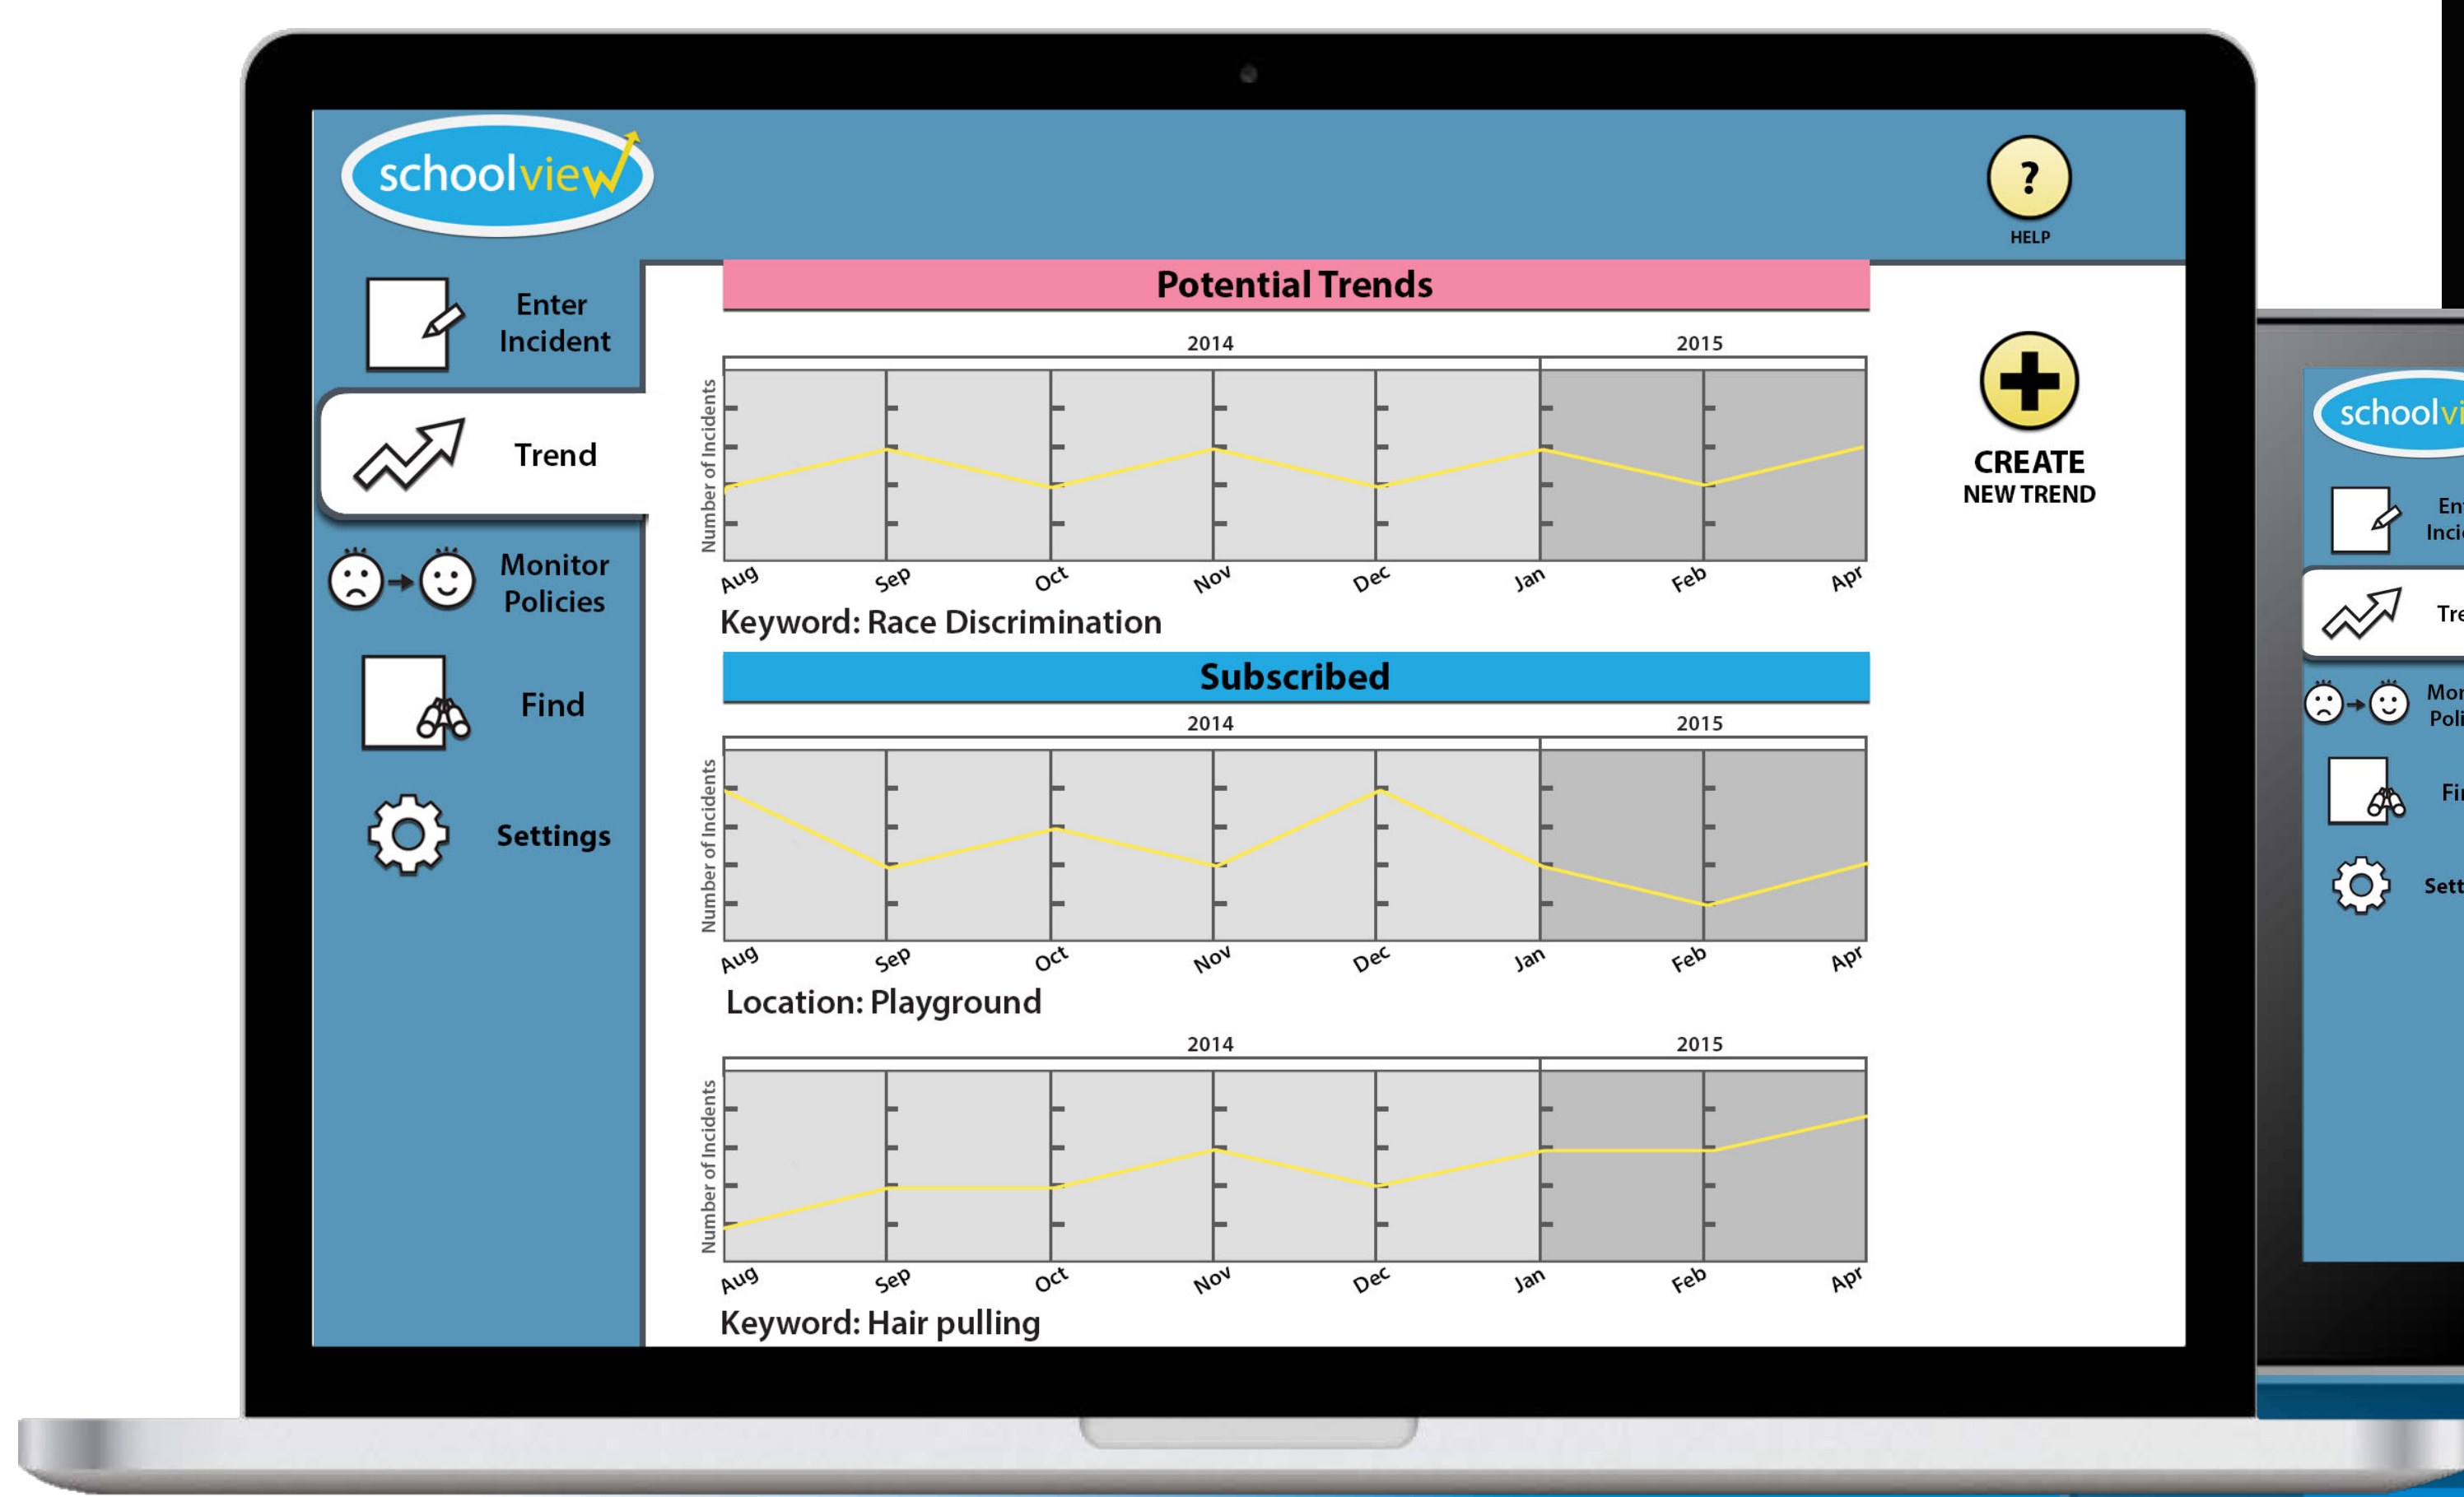 schoolview
?
HELP
Enter
Incident
Trend
Monitor
Policies
Find
Settings
Potential Trends
2014 2015
Number of Incidents
Aug Sep Oct Nov Dec Jan Feb Apr
Keyword: Race Discrimination
CREATE
NEW TREND
Subscribed
2014 2015
Number of Incidents
Aug Sep Oct Nov Dec Jan Feb Apr
Location: Playground
2014 2015
Number of Incidents
Aug Sep Oct Nov Dec Jan Feb Apr
Keyword: Hair pulling